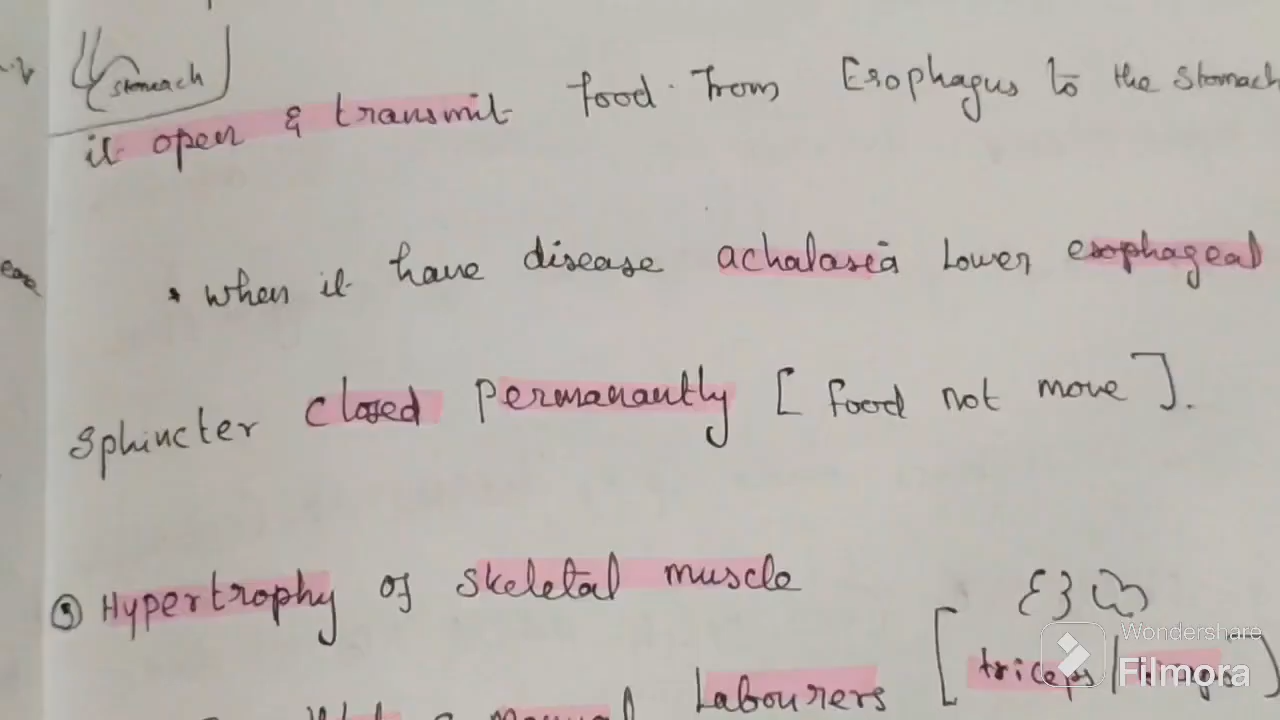 stomach
it open & transmit food from Esophagus to the stomach
• when it have disease achalasia Lower esophageal
sphincter closed permanantly [food not move].
③ Hypertrophy of skeletal muscle
Labourers [triceps/
Wondershare
Filmora